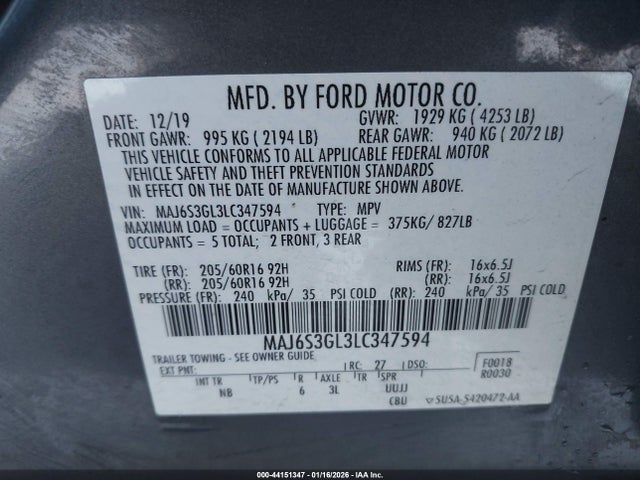 MFD. BY FORD MOTOR CO.
DATE: 12/19 GVWR: 1929 KG ( 4253 LB)
FRONT GAWR: 995 KG ( 2194 LB) REAR GAWR: 940 KG ( 2072 LB)
THIS VEHICLE CONFORMS TO ALL APPLICABLE FEDERAL MOTOR
VEHICLE SAFETY AND THEFT PREVENTION STANDARDS
IN EFFECT ON THE DATE OF MANUFACTURE SHOWN ABOVE.
VIN: MAJ6S3GL3LC347594 TYPE: MPV
MAXIMUM LOAD = OCCUPANTS + LUGGAGE = 375KG/ 827LB
OCCUPANTS = 5 TOTAL; 2 FRONT, 3 REAR
TIRE (FR): 205/60R16 92H RIMS (FR): 16x6.5J
(RR): 205/60R16 92H (RR): 16x6.5J
PRESSURE (FR): 240 kPa/ 35 PSI COLD (RR): 240 kPa/ 35 PSI COLD
MAJ6S3GL3LC347594
TRAILER TOWING - SEE OWNER GUIDE
EXT PNT: RC: 27 DSO: F0018
R0030
INT TR TP/PS R AXLE TR SPR
NB 6 3L UUJJ
CBU SU5A-5420472-AA
000-44151347 | 01/16/2026 | IAA Inc.